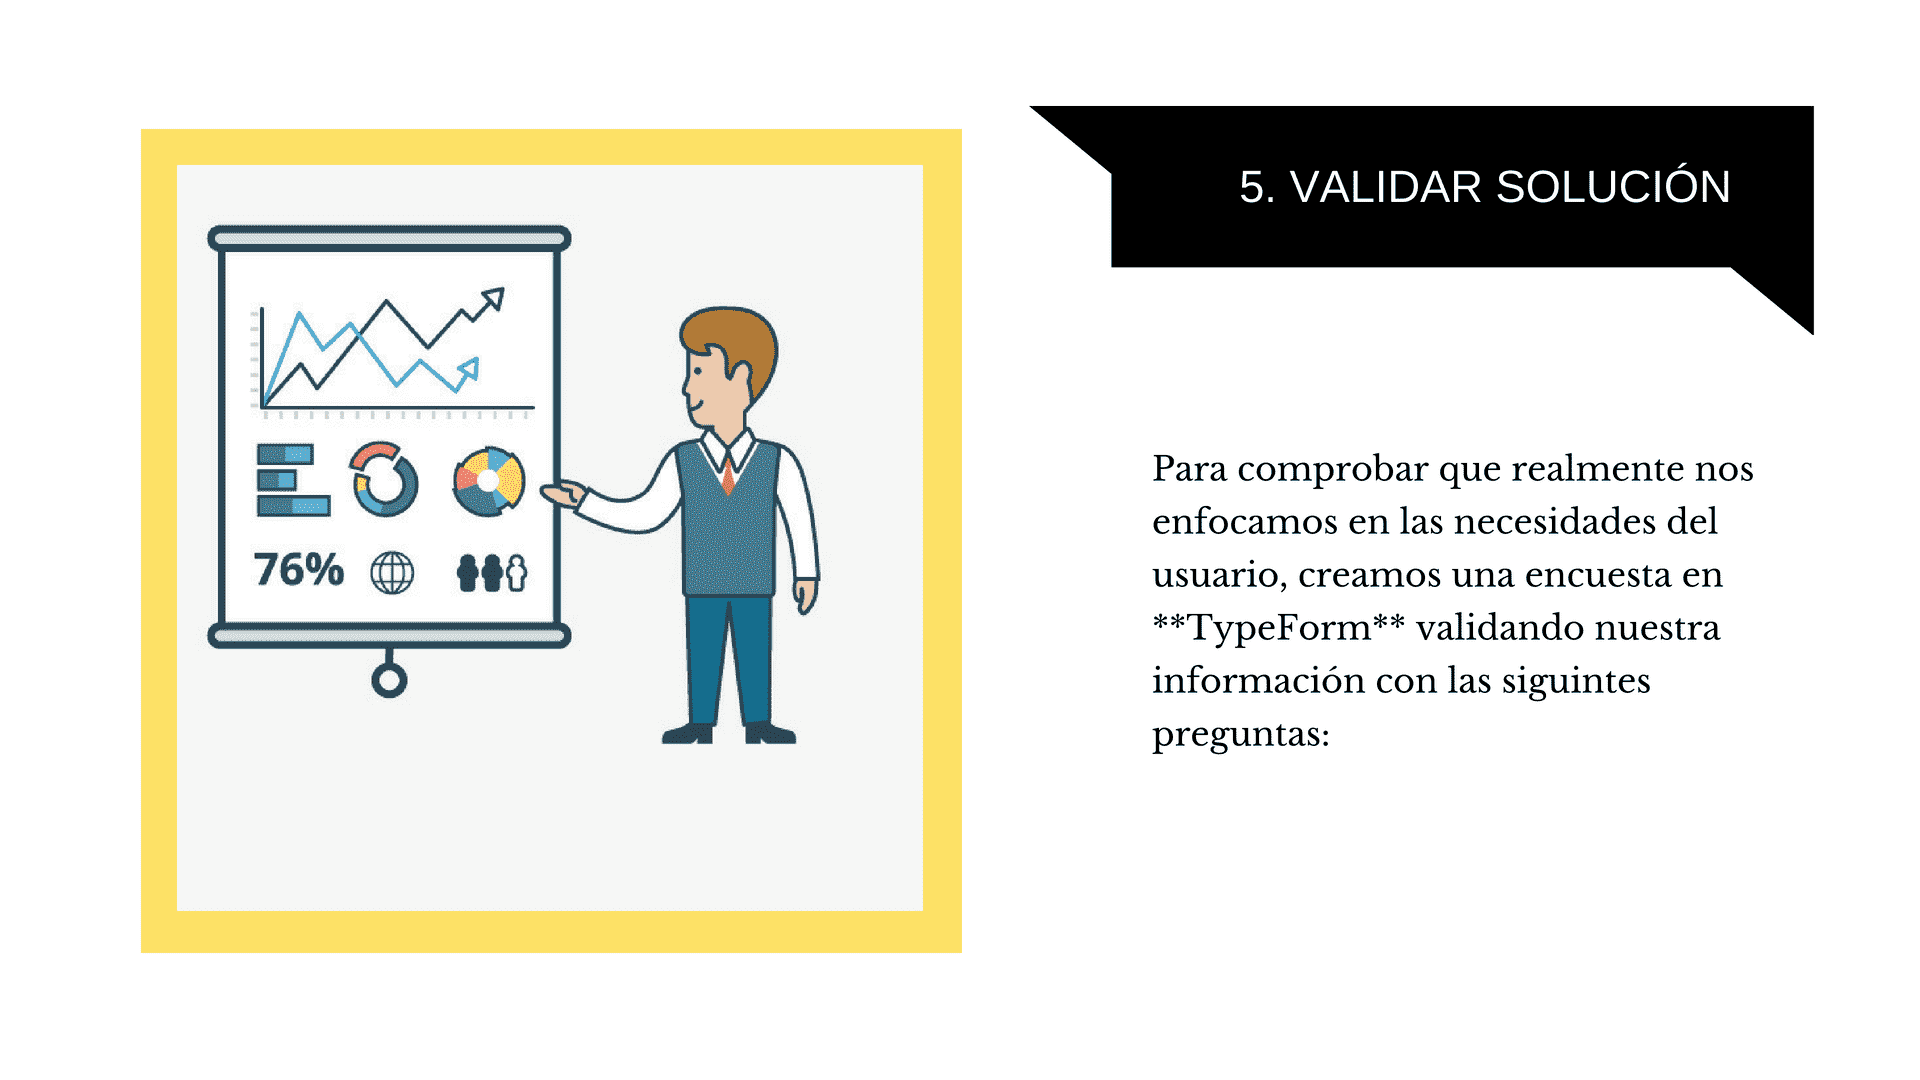 76%
5. VALIDAR SOLUCIÓN
Para comprobar que realmente nos
enfocamos en las necesidades del
usuario, creamos una encuesta en
**TypeForm** validando nuestra
información con las siguintes
preguntas: